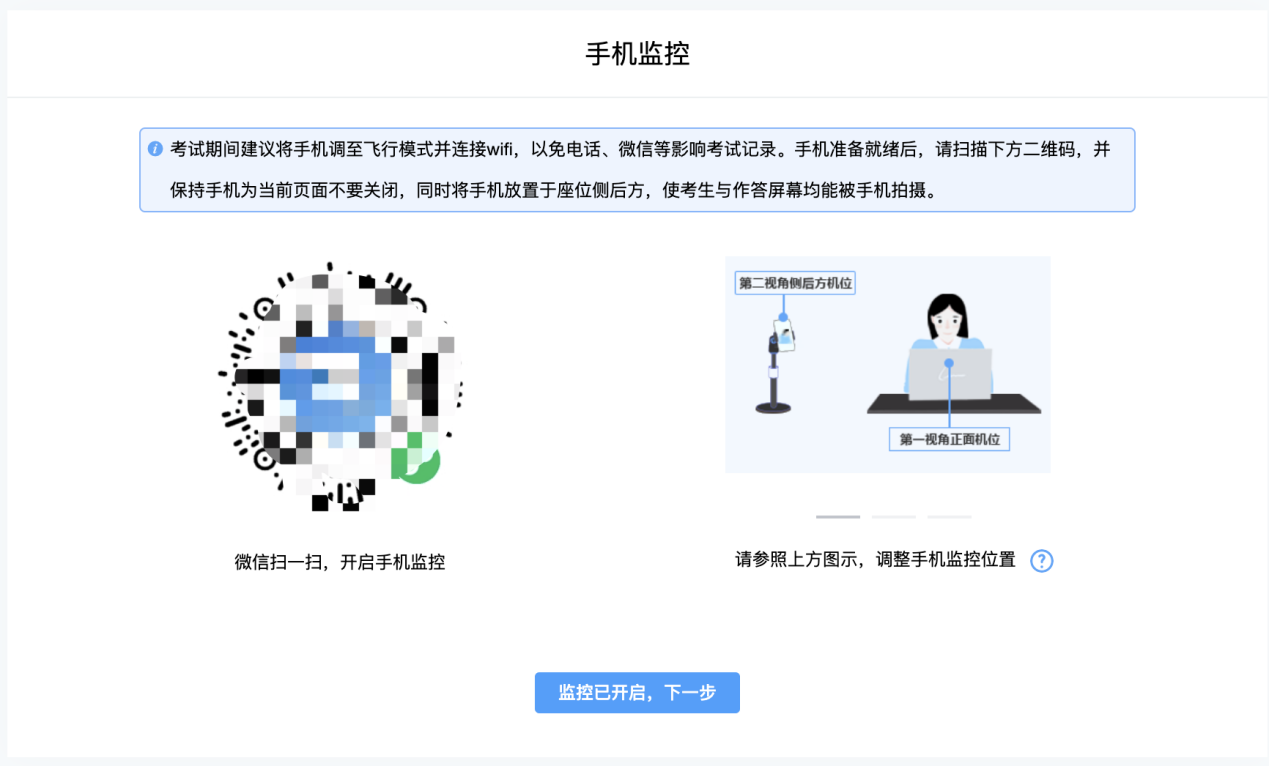 手机监控
考试期间建议将手机调至飞行模式并连接wifi，以免电话、微信等影响考试记录。手机准备就绪后，请扫描下方二维码，并
保持手机为当前页面不要关闭，同时将手机放置于座位侧后方，使考生与作答屏幕均能被手机拍摄。
第二视角侧后方机位
第一视角正面机位
微信扫一扫，开启手机监控
请参照上方图示，调整手机监控位置
监控已开启，下一步